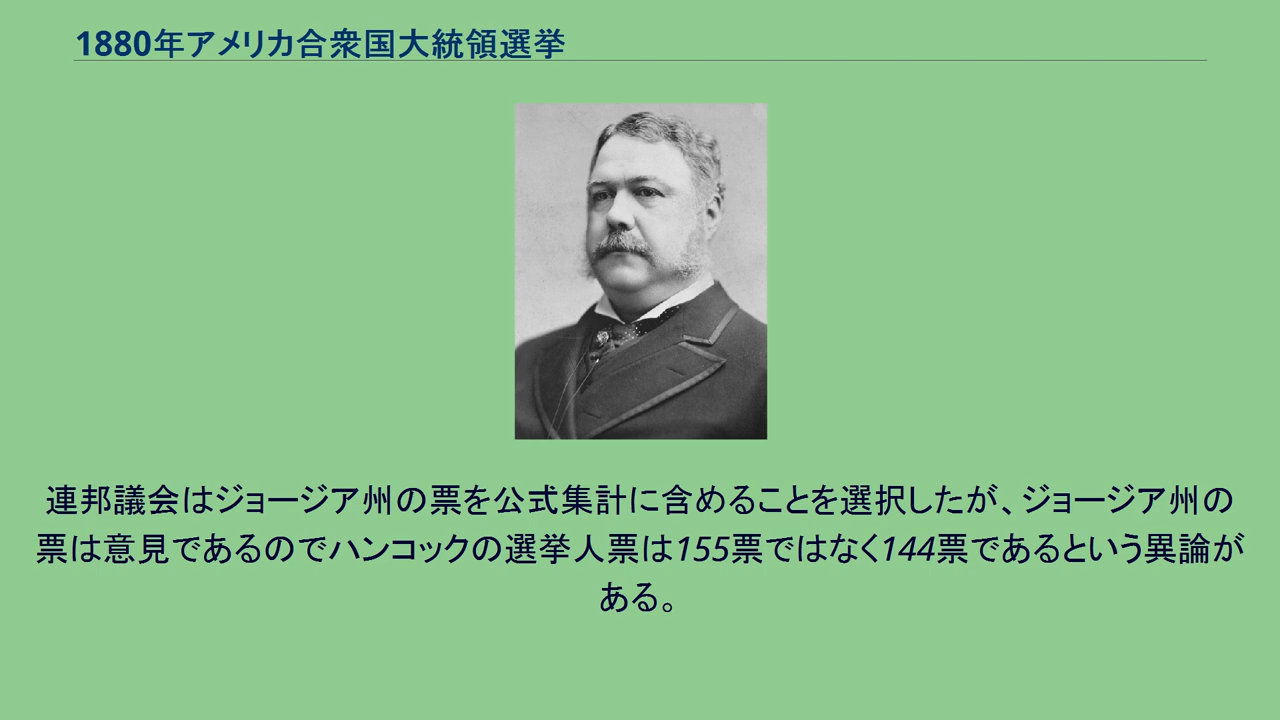 1880年アメリカ合衆国大統領選挙
連邦議会はジョージア州の票を公式集計に含めることを選択したが、ジョージア州の
票は意見であるのでハンコックの選挙人票は155票ではなく144票であるという異論が
ある。